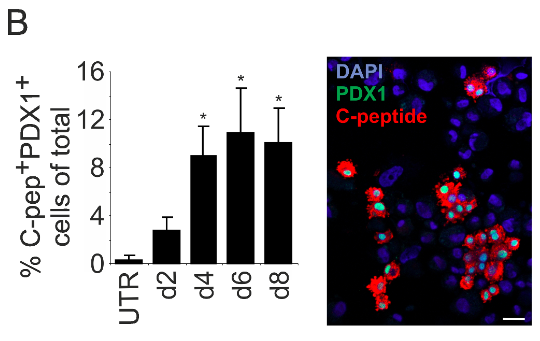 B
% C-pep+PDX1+
cells of total
16
12
8
4
0
*
*
*
UTR
d2
d4
d6
d8
DAPI
PDX1
C-peptide